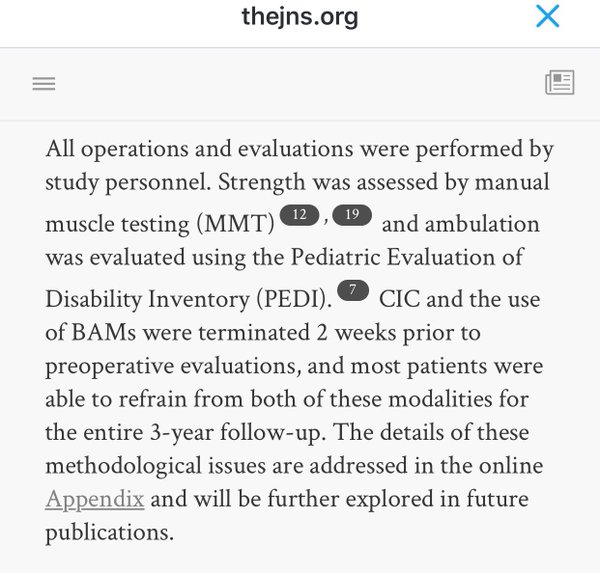 thejns.org
All operations and evaluations were performed by
study personnel. Strength was assessed by manual
muscle testing (MMT) 12 , 19 and ambulation
was evaluated using the Pediatric Evaluation of
Disability Inventory (PEDI). 7 CIC and the use
of BAMs were terminated 2 weeks prior to
preoperative evaluations, and most patients were
able to refrain from both of these modalities for
the entire 3-year follow-up. The details of these
methodological issues are addressed in the online
Appendix and will be further explored in future
publications.